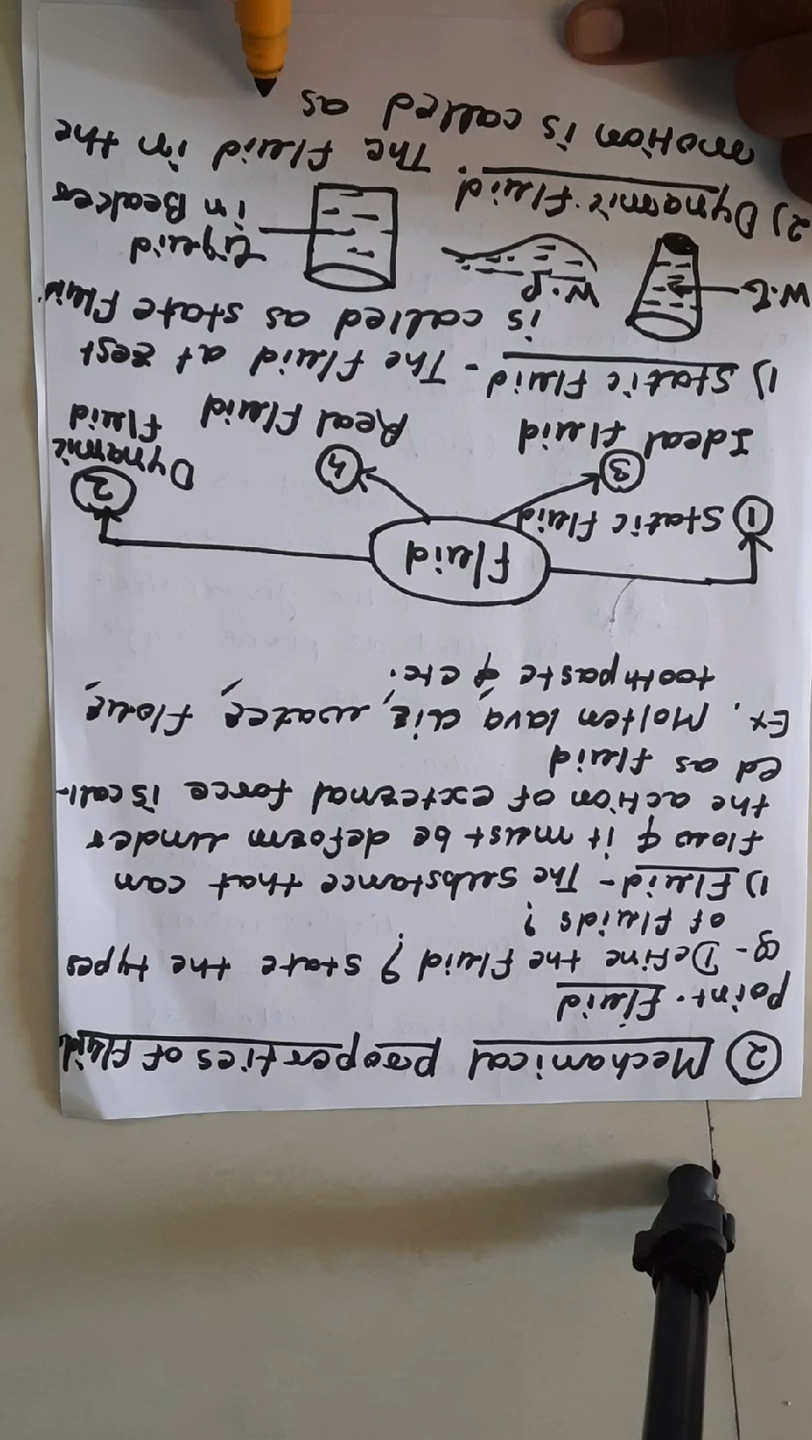 ② Mechanical properties of Fluid
Point. Fluid
Q- Define the Fluid? State the types
of fluids?
1) Fluid - The substance that can
flow & it must be deform under
the action of external force is call-
ed as fluid
Ex. Molten lava, air, water, flour,
toothpaste & etc.
Fluid
① Static Fluid
② Dynamic
Fluid
③ Ideal fluid
④ Real Fluid
1) Static Fluid - The fluid at rest
is called as state fluid
W.G
W.P
Liquid
in Beaker
2) Dynamic fluid. The fluid in the
motion is called as